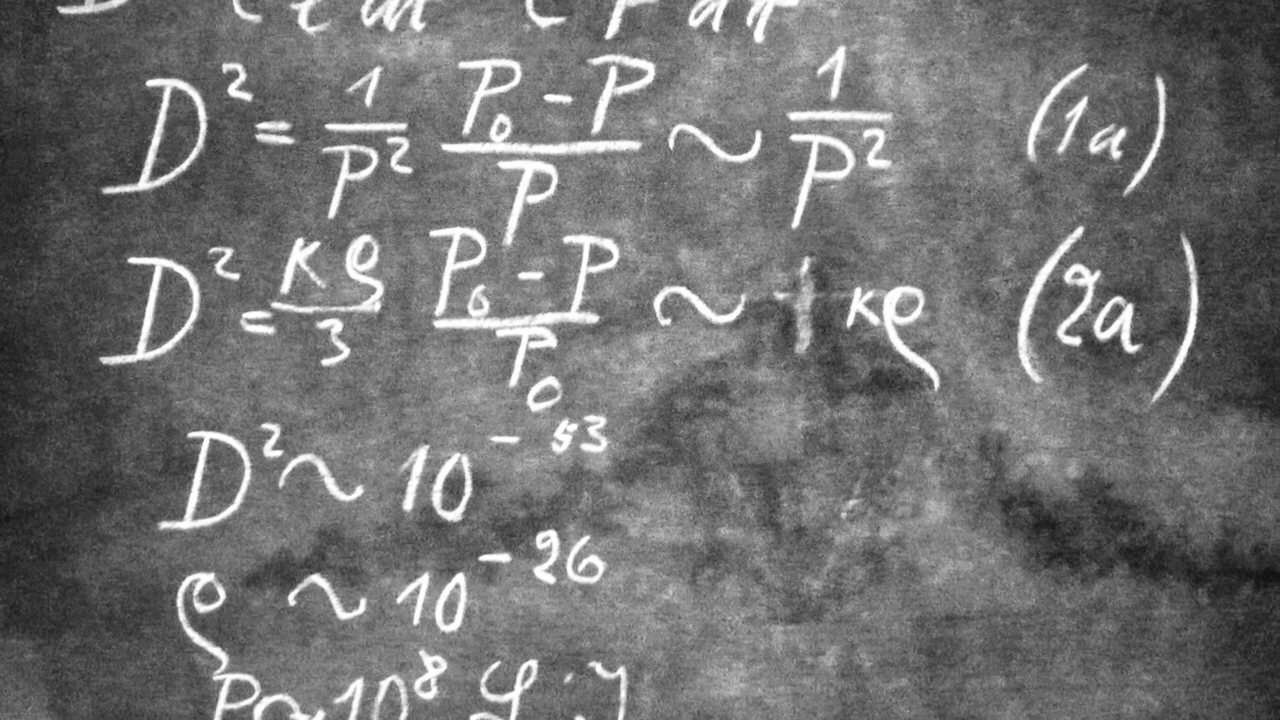 D² = 1/P² (P₀ - P)/P ~ 1/P² (1a)
D² = κρ/3 (P₀ - P)/P₀ ~ κρ (2a)
D² ~ 10⁻⁵³
ρ ~ 10⁻²⁶
P ~ 10⁸